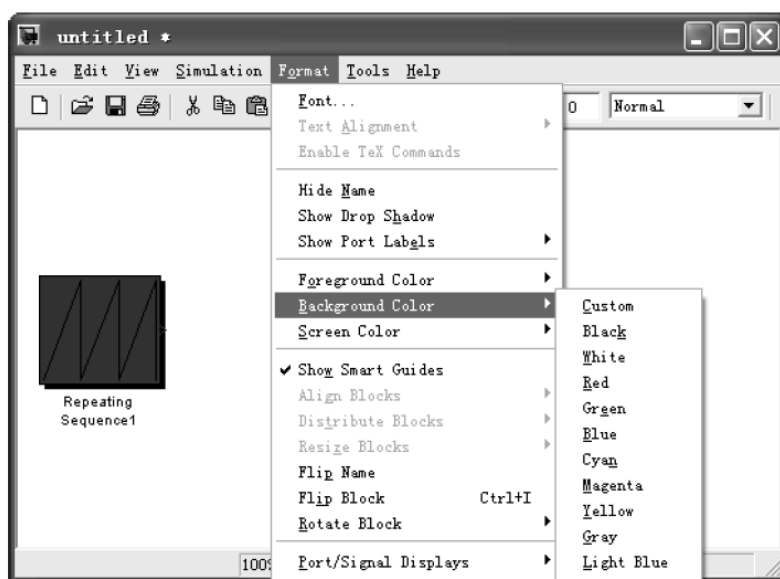 untitled *
File Edit View Simulation Format Tools Help
0 Normal
Font...
Text Alignment
Enable TeX Commands
Hide Name
Show Drop Shadow
Show Port Labels
Foreground Color
Background Color
Screen Color
Show Smart Guides
Align Blocks
Distribute Blocks
Resize Blocks
Flip Name
Flip Block Ctrl+I
Rotate Block
Port/Signal Displays
Custom
Black
White
Red
Green
Blue
Cyan
Magenta
Yellow
Gray
Light Blue
Repeating
Sequence1
100%